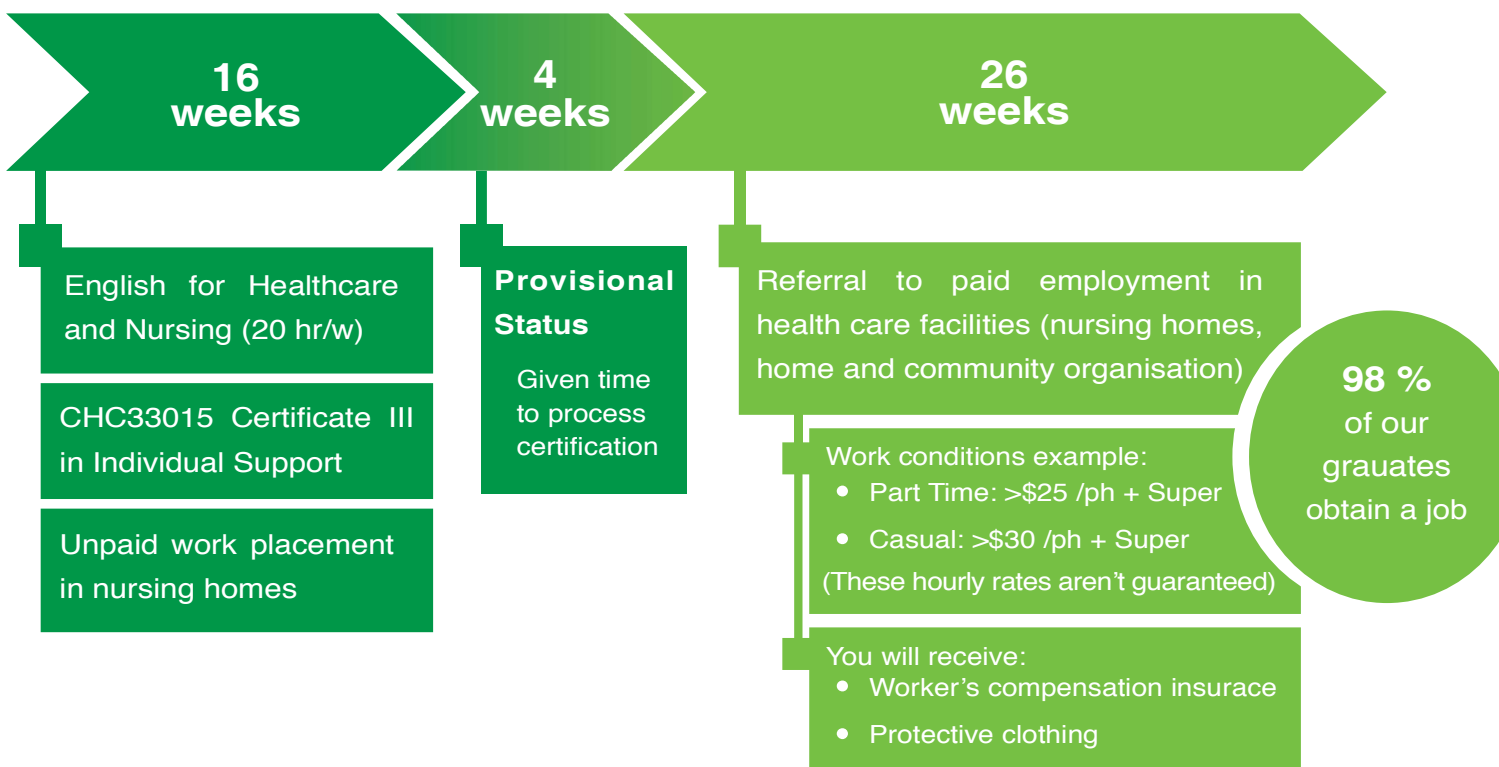 16
weeks
4
weeks
26
weeks
English for Healthcare
and Nursing (20 hr/w)
CHC33015 Certificate III
in Individual Support
Unpaid work placement
in nursing homes
Provisional
Status
Given time
to process
certification
Referral to paid employment in
health care facilities (nursing homes,
home and community organisation)
Work conditions example:
• Part Time: >$25 /ph + Super
• Casual: >$30 /ph + Super
(These hourly rates aren’t guaranteed)
You will receive:
• Worker’s compensation insurace
• Protective clothing
98 %
of our
grauates
obtain a job